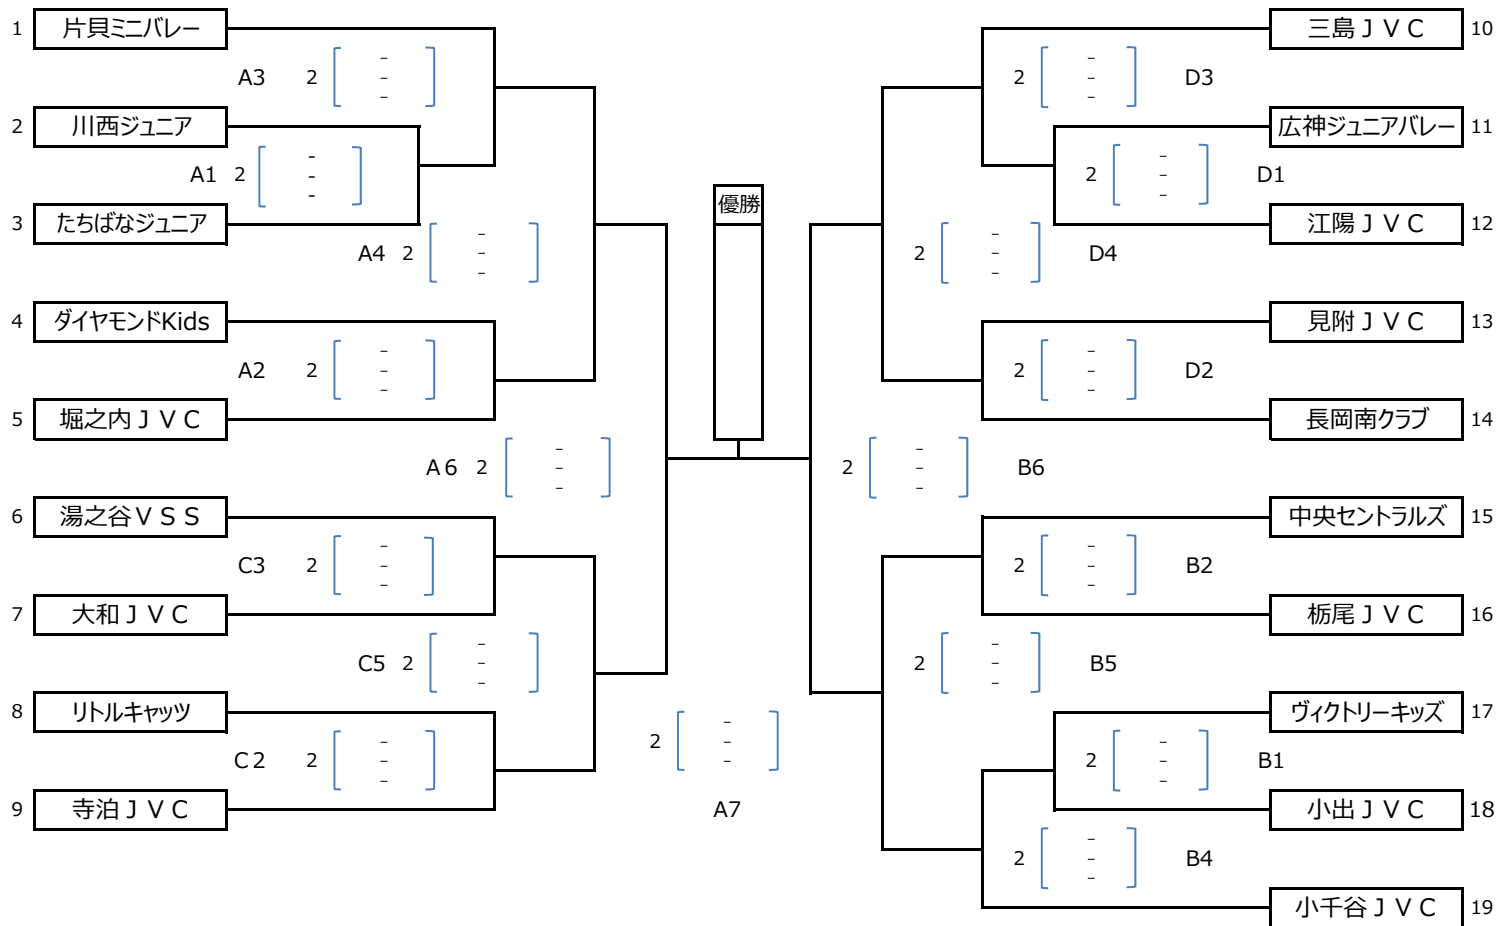 1 片貝ミニバレー 三島ＪＶＣ 10
A3 2 - - - 2 - - - D3
2 川西ジュニア 広神ジュニアバレー 11
A1 2 - - - 2 - - - D1
3 たちばなジュニア 優勝 江陽ＪＶＣ 12
A4 2 - - - 2 - - - D4
4 ダイヤモンドKids 見附ＪＶＣ 13
A2 2 - - - 2 - - - D2
5 堀之内ＪＶＣ 長岡南クラブ 14
A６ 2 - - - 2 - - - B6
6 湯之谷ＶＳＳ 中央セントラルズ 15
C3 2 - - - 2 - - - B2
7 大和ＪＶＣ 栃尾ＪＶＣ 16
C5 2 - - - 2 - - - B5
8 リトルキャッツ ヴィクトリーキッズ 17
2 - - -
C２ 2 - - - 2 - - - B1
9 寺泊ＪＶＣ A7 小出ＪＶＣ 18
2 - - - B4
小千谷ＪＶＣ 19